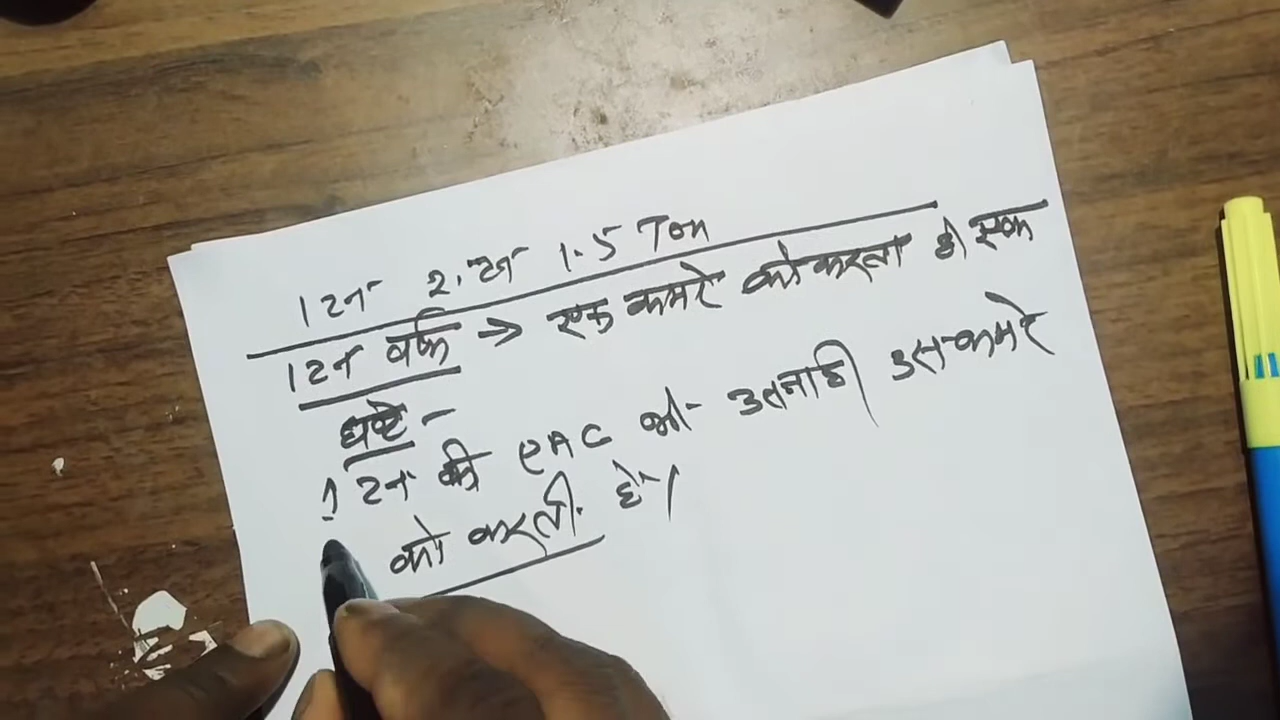 1 टन 2. टन 1.5 Ton
1 टन वर्फ → एक कमरे को करता है एक
घण्टे -
1 टन की AC भी उतनाही उस कमरे
को करती है।